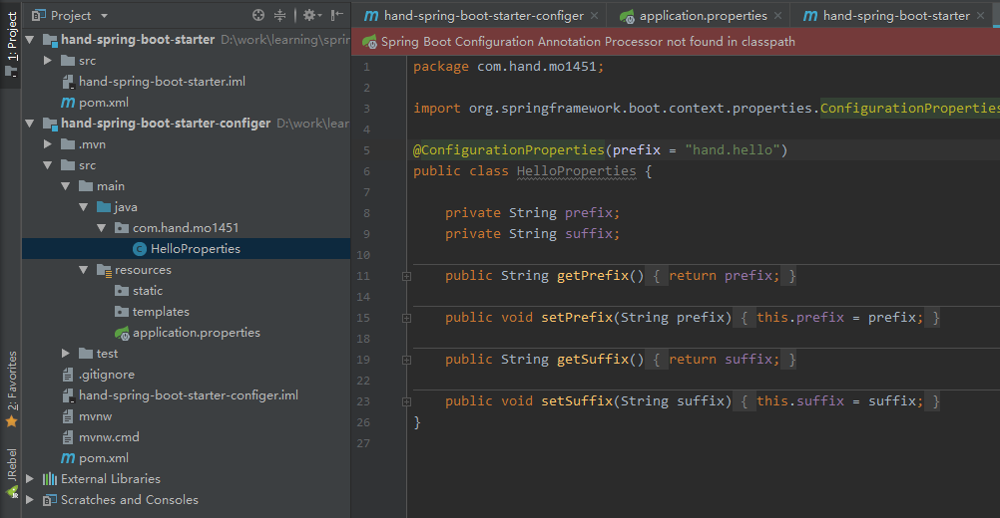 1: Project
2: Favorites
JRebel
Project
hand-spring-boot-starter D:\work\learning\sprin
src
hand-spring-boot-starter.iml
pom.xml
hand-spring-boot-starter-configer D:\work\lear
.mvn
src
main
java
com.hand.mo1451
HelloProperties
resources
static
templates
application.properties
test
.gitignore
hand-spring-boot-starter-configer.iml
mvnw
mvnw.cmd
pom.xml
External Libraries
Scratches and Consoles
hand-spring-boot-starter-configer
application.properties
hand-spring-boot-starter
Spring Boot Configuration Annotation Processor not found in classpath
1 package com.hand.mo1451;
2
3 import org.springframework.boot.context.properties.ConfigurationProperties
4
5 @ConfigurationProperties(prefix = "hand.hello")
6 public class HelloProperties {
7
8 private String prefix;
9 private String suffix;
10
11 public String getPrefix() { return prefix; }
14
15 public void setPrefix(String prefix) { this.prefix = prefix; }
18
19 public String getSuffix() { return suffix; }
22
23 public void setSuffix(String suffix) { this.suffix = suffix; }
26 }
27